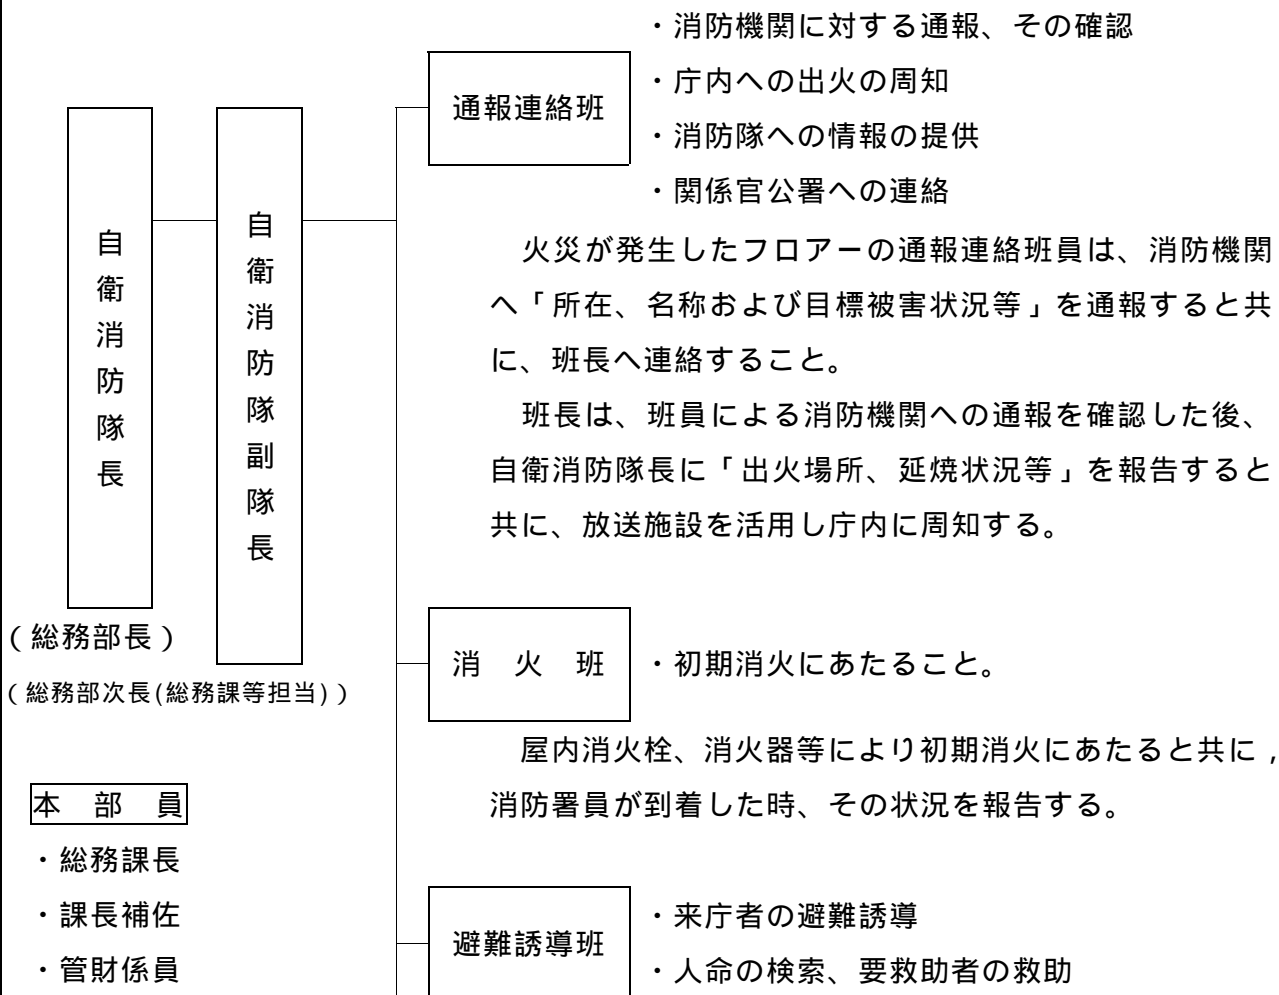 自衛消防隊長
(総務部長)
自衛消防隊副隊長
(総務部次長(総務課等担当))
本　部　員
・総務課長
・課長補佐
・管財係員
通報連絡班
・消防機関に対する通報、その確認
・庁内への出火の周知
・消防隊への情報の提供
・関係官公署への連絡
　火災が発生したフロアーの通報連絡班員は、消防機関
へ「所在、名称および目標被害状況等」を通報すると共
に、班長へ連絡すること。
　班長は、班員による消防機関への通報を確認した後、
自衛消防隊長に「出火場所、延焼状況等」を報告すると
共に、放送施設を活用し庁内に周知する。
消　火　班
・初期消火にあたること。
　屋内消火栓、消火器等により初期消火にあたると共に，
消防署員が到着した時、その状況を報告する。
避難誘導班
・来庁者の避難誘導
・人命の検索、要救助者の救助